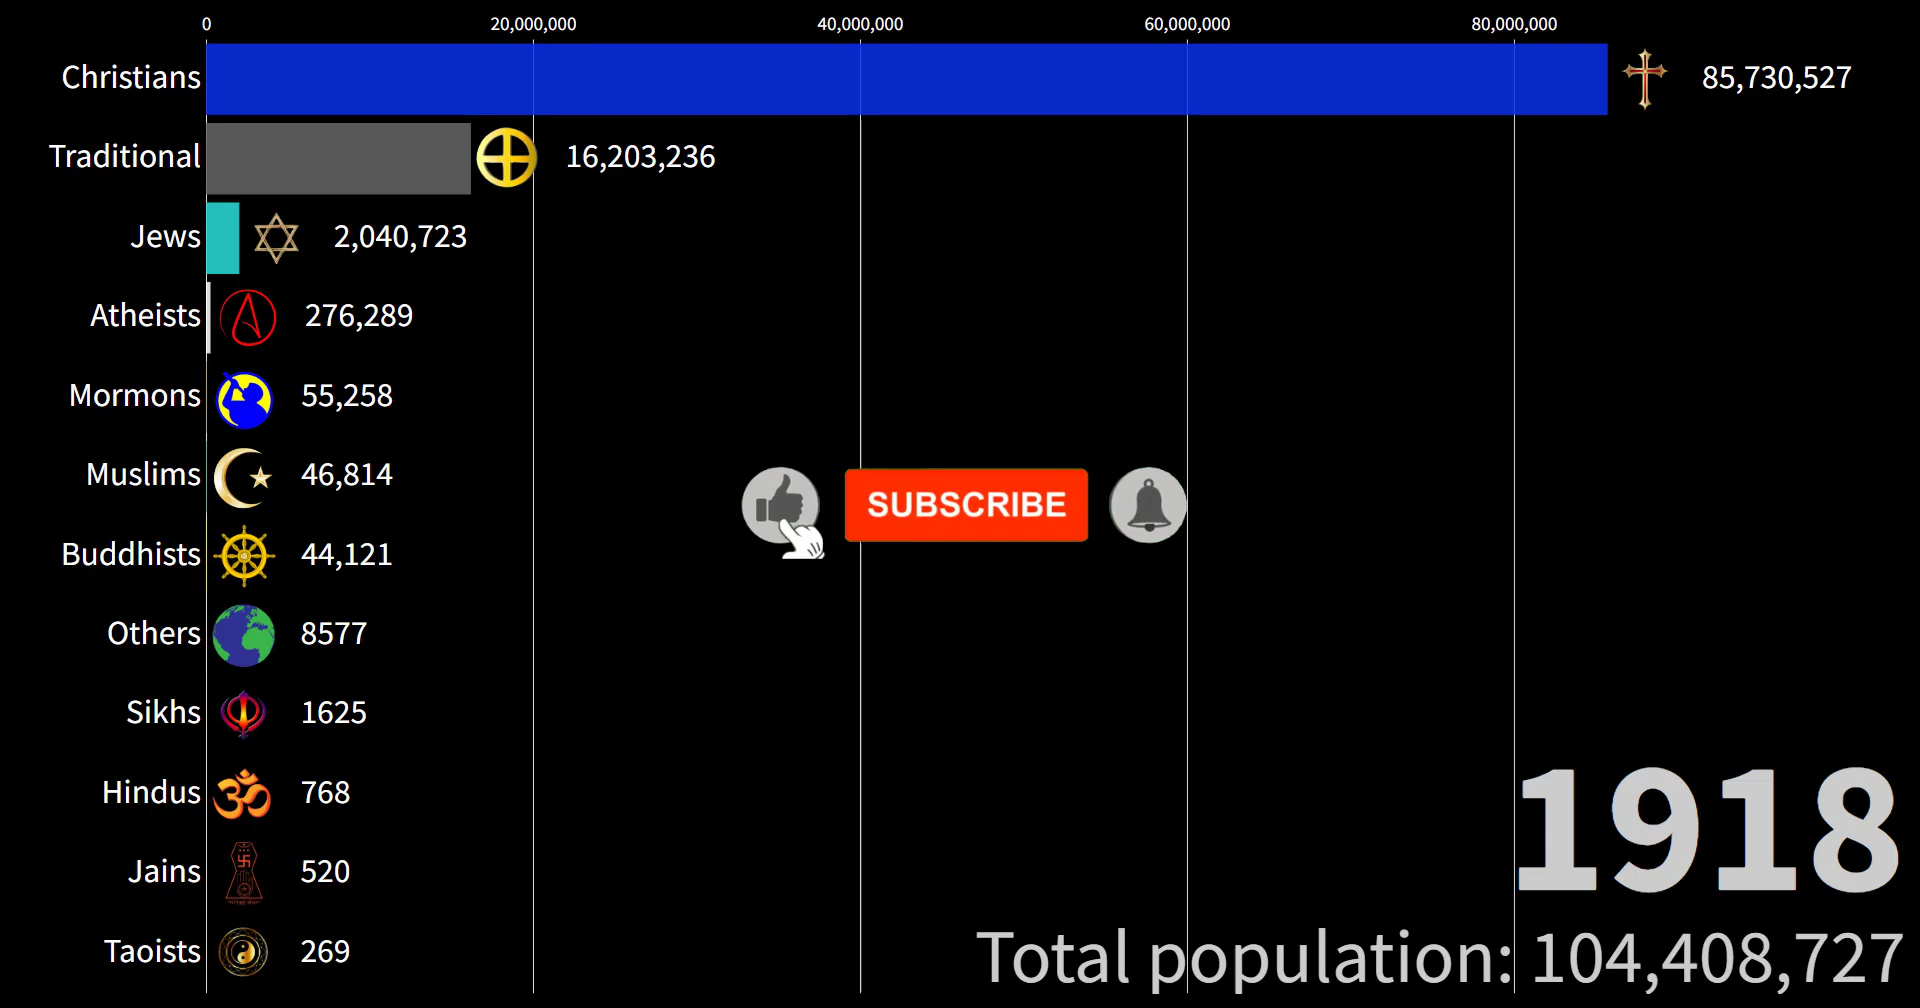 0 20,000,000 40,000,000 60,000,000 80,000,000
Christians 85,730,527
Traditional 16,203,236
Jews 2,040,723
Atheists 276,289
Mormons 55,258
Muslims 46,814
SUBSCRIBE
Buddhists 44,121
Others 8577
Sikhs 1625
Hindus 768
1918
Jains 520
Taoists 269
Total population: 104,408,727